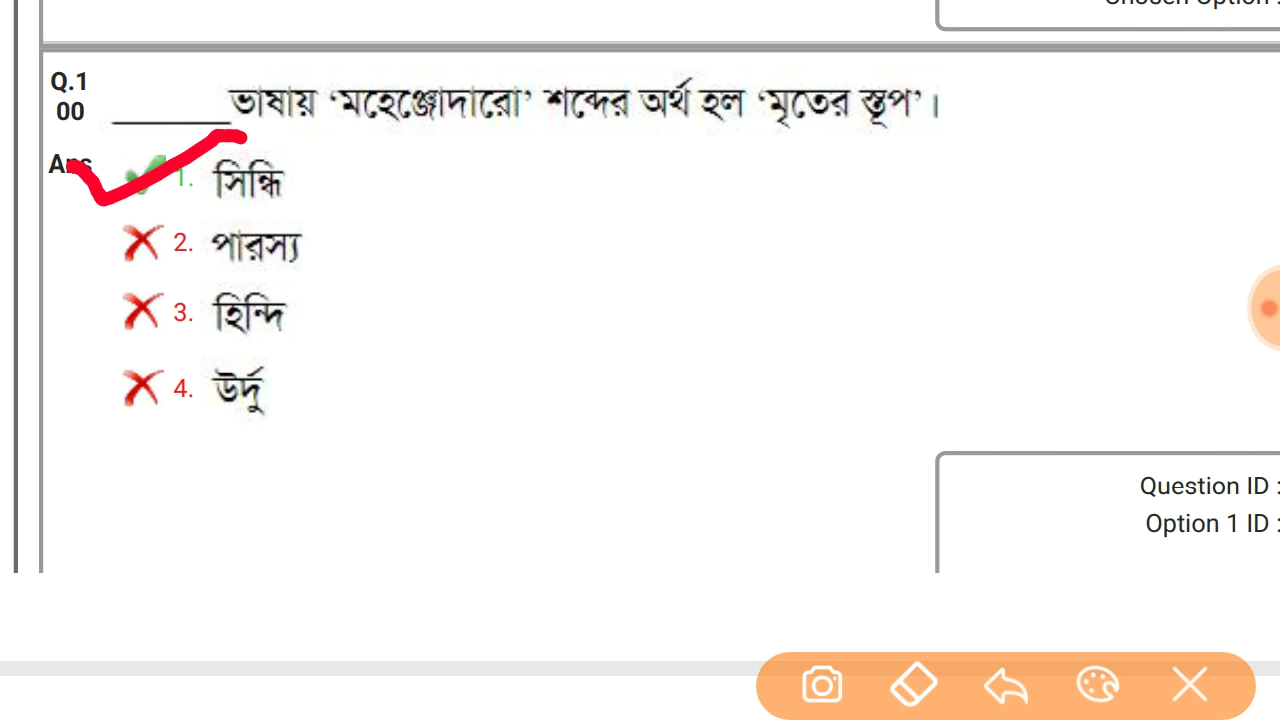 Chosen Option :
Q.1
00
_______ভাষায় ‘মহেঞ্জোদারো’ শব্দের অর্থ হল ‘মৃতের স্তূপ’।
Ans
1. সিন্ধি
2. পারস্য
3. হিন্দি
4. উর্দু
Question ID :
Option 1 ID :